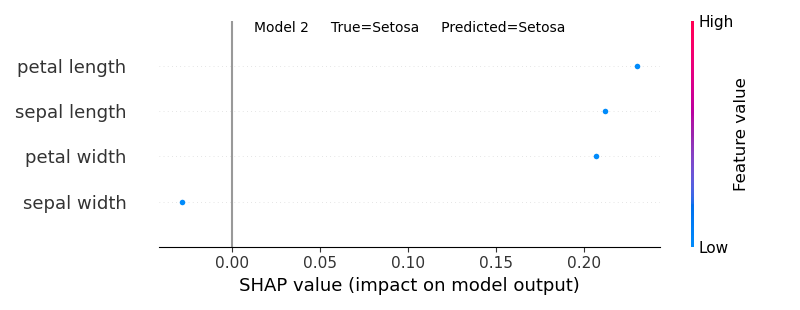 Model 2 True=Setosa Predicted=Setosa
High
petal length
sepal length
petal width
sepal width
Feature value
Low
0.00 0.05 0.10 0.15 0.20
SHAP value (impact on model output)